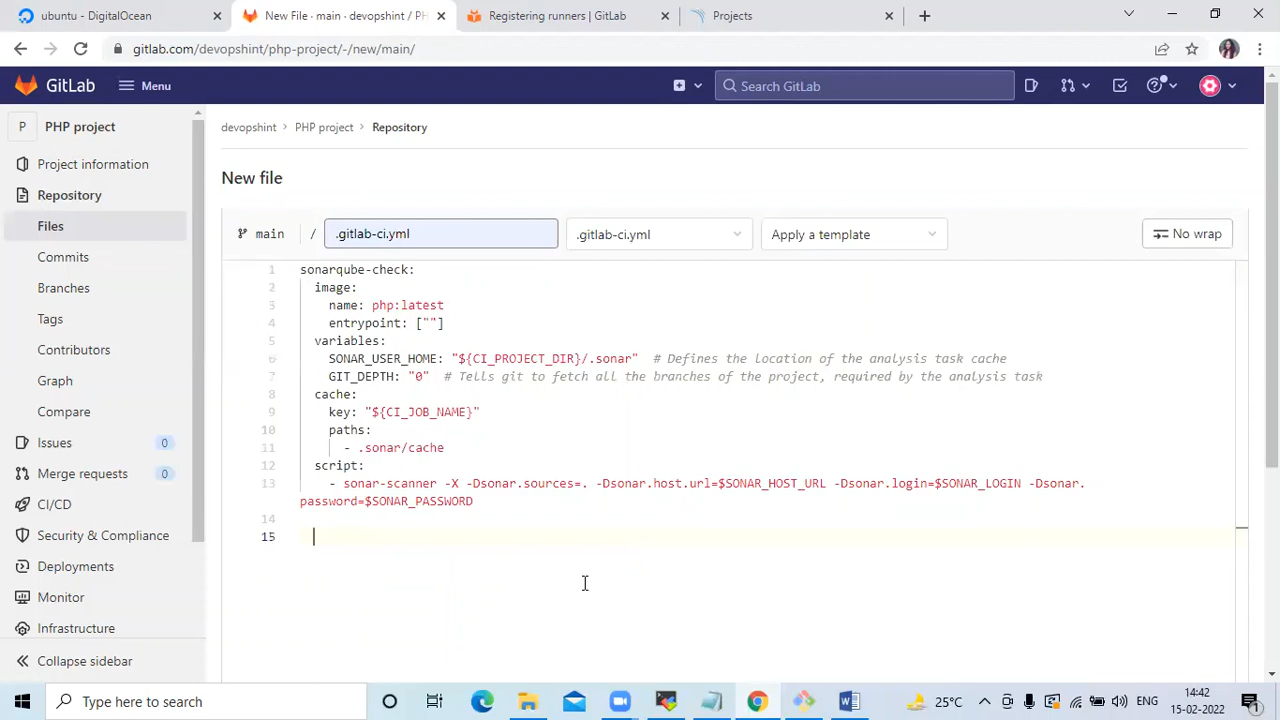 ubuntu - DigitalOcean
New File · main · devopshint / PH
Registering runners | GitLab
Projects
gitlab.com/devopshint/php-project/-/new/main/
GitLab
Menu
Search GitLab
P
PHP project
Project information
Repository
Files
Commits
Branches
Tags
Contributors
Graph
Compare
Issues 0
Merge requests 0
CI/CD
Security & Compliance
Deployments
Monitor
Infrastructure
Collapse sidebar
devopshint > PHP project > Repository
New file
main / .gitlab-ci.yml
.gitlab-ci.yml
Apply a template
No wrap
1 sonarqube-check:
2 image:
3 name: php:latest
4 entrypoint: [""]
5 variables:
6 SONAR_USER_HOME: "${CI_PROJECT_DIR}/.sonar" # Defines the location of the analysis task cache
7 GIT_DEPTH: "0" # Tells git to fetch all the branches of the project, required by the analysis task
8 cache:
9 key: "${CI_JOB_NAME}"
10 paths:
11 - .sonar/cache
12 script:
13 - sonar-scanner -X -Dsonar.sources=. -Dsonar.host.url=$SONAR_HOST_URL -Dsonar.login=$SONAR_LOGIN -Dsonar.
password=$SONAR_PASSWORD
14
15
Type here to search
25°C
ENG
14:42
15-02-2022
1